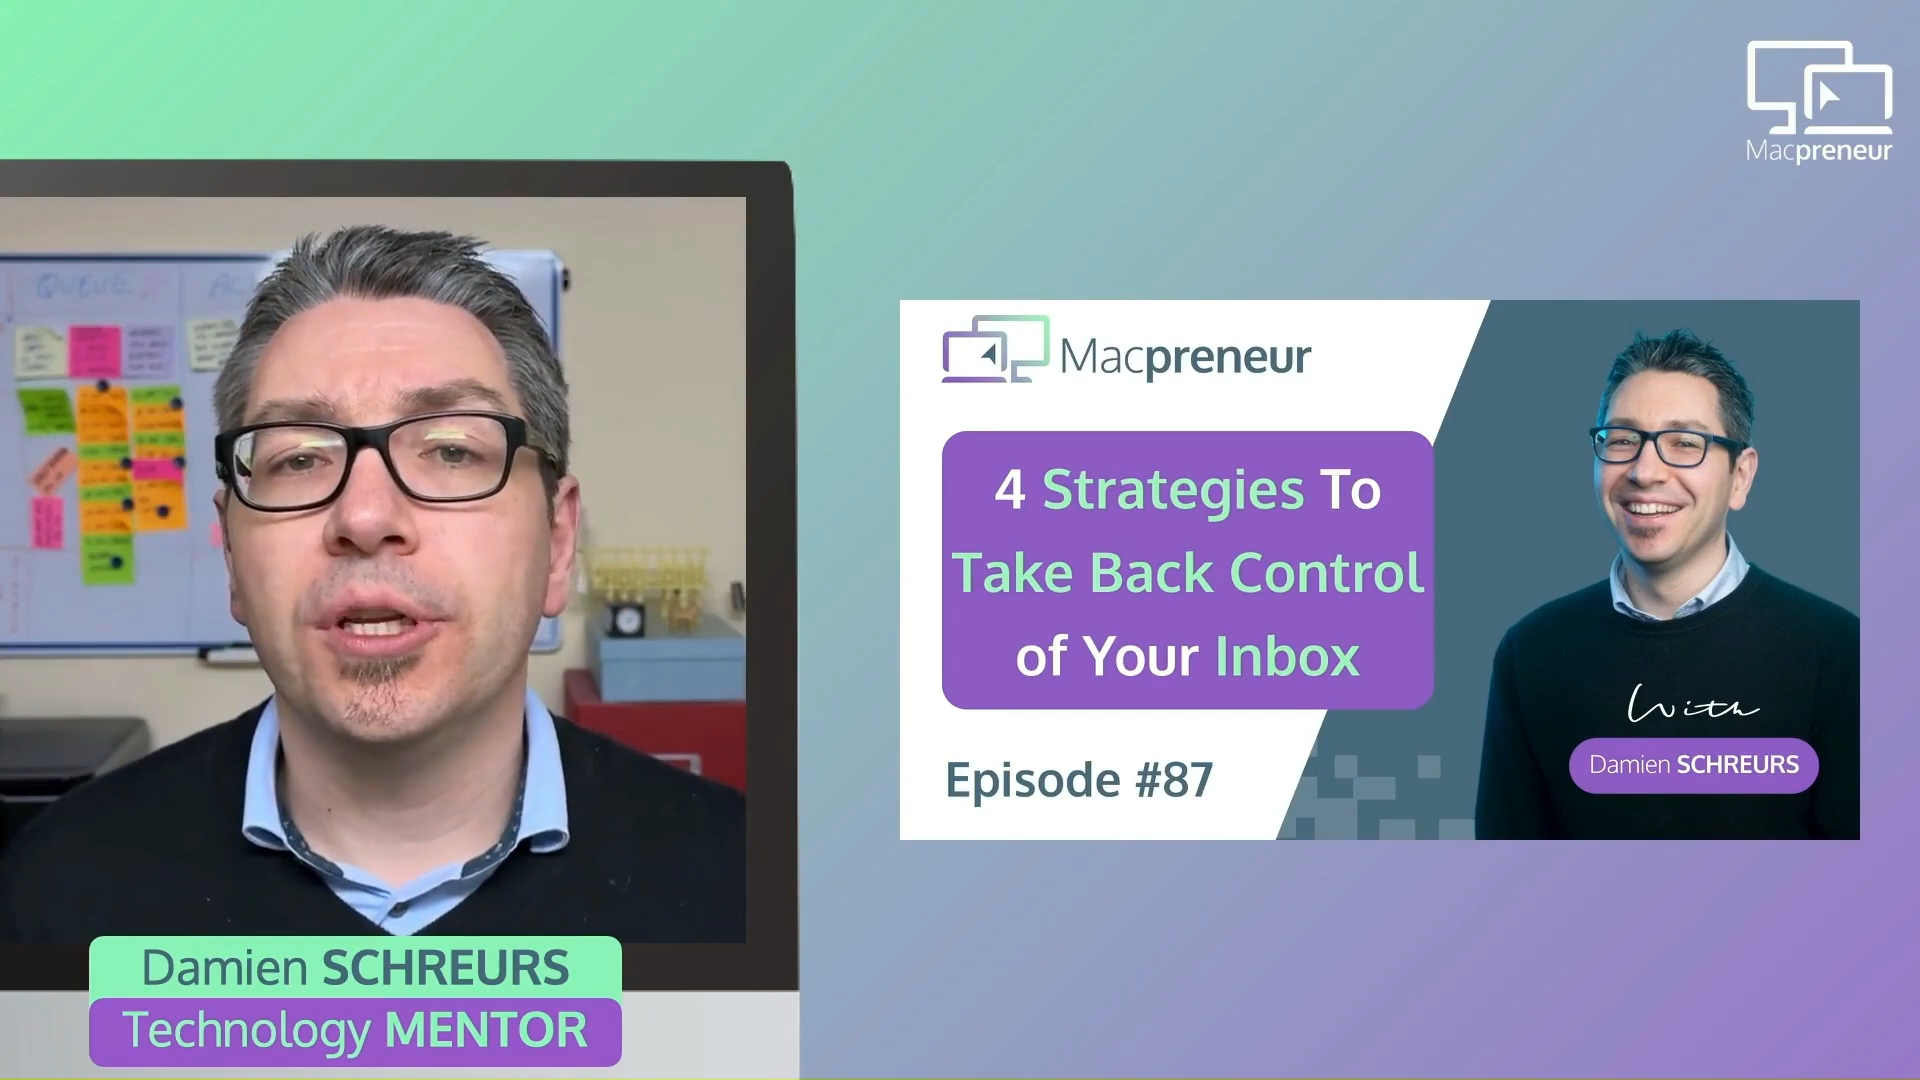 Macpreneur
QUEUE
Macpreneur
4 Strategies To
Take Back Control
of Your Inbox
With
Damien SCHREURS
Episode #87
Damien SCHREURS
Technology MENTOR